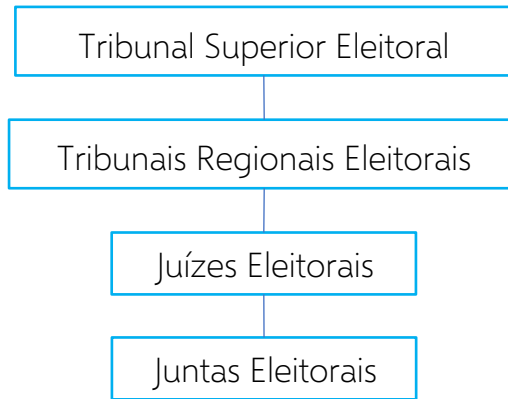 Tribunal Superior Eleitoral
Tribunais Regionais Eleitorais
Juízes Eleitorais
Juntas Eleitorais